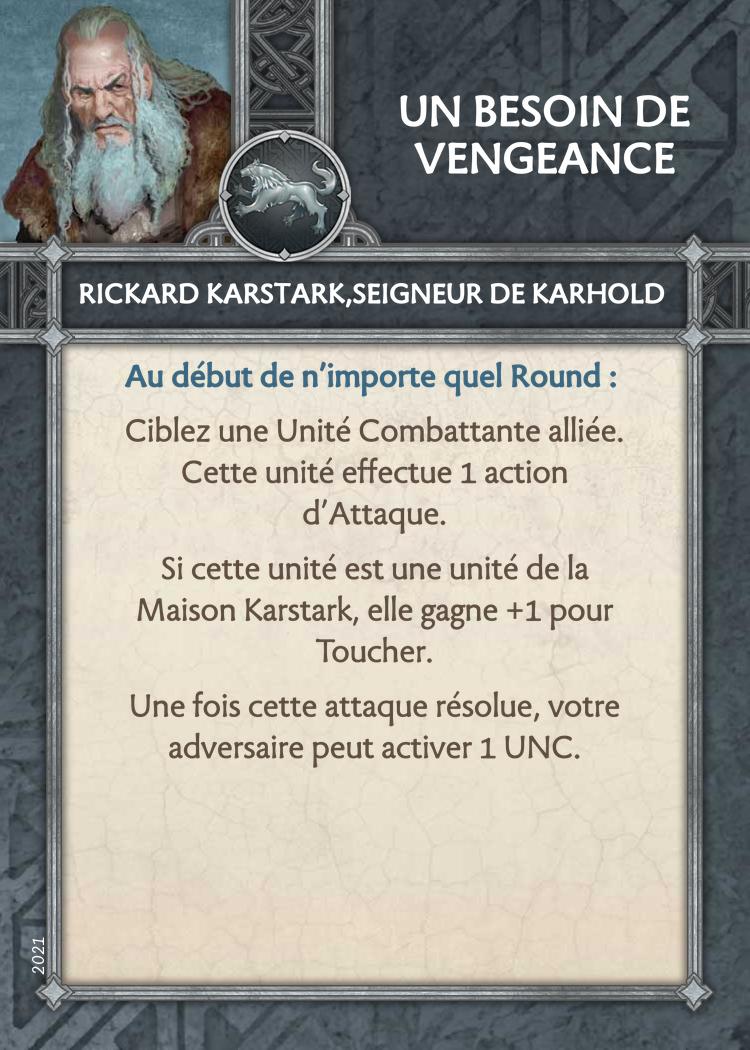 UN BESOIN DE
VENGEANCE
RICKARD KARSTARK,SEIGNEUR DE KARHOLD
Au début de n'importe quel Round :
Ciblez une Unité Combattante alliée.
Cette unité effectue 1 action
d'Attaque.
Si cette unité est une unité de la
Maison Karstark, elle gagne +1 pour
Toucher.
Une fois cette attaque résolue, votre
adversaire peut activer 1 UNC.
2021